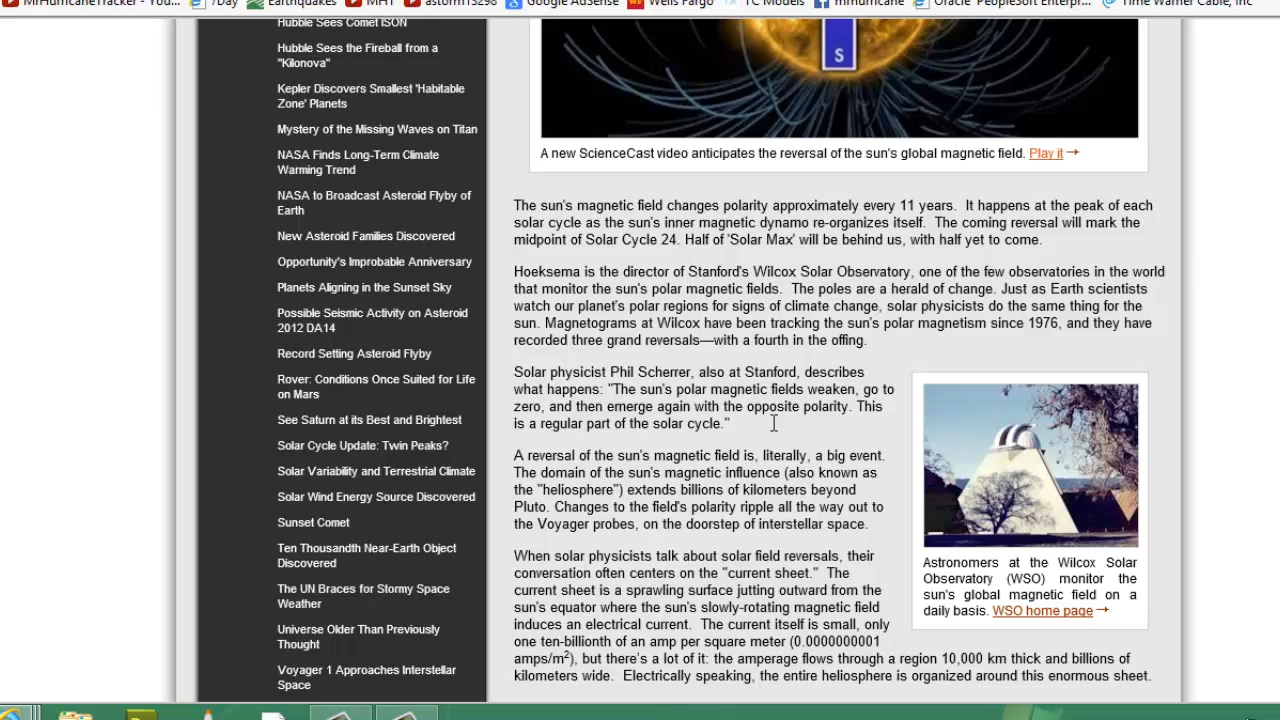 MrHurricaneTracker - You...
7Day
Earthquakes
MHT
astorm13298
Google AdSense
Wells Fargo
TC Models
mrhurricane
Oracle PeopleSoft Enterpr...
Time Warner Cable, Inc
Hubble Sees Comet ISON
Hubble Sees the Fireball from a
"Kilonova"
Kepler Discovers Smallest 'Habitable
Zone' Planets
Mystery of the Missing Waves on Titan
NASA Finds Long-Term Climate
Warming Trend
NASA to Broadcast Asteroid Flyby of
Earth
New Asteroid Families Discovered
Opportunity's Improbable Anniversary
Planets Aligning in the Sunset Sky
Possible Seismic Activity on Asteroid
2012 DA14
Record Setting Asteroid Flyby
Rover: Conditions Once Suited for Life
on Mars
See Saturn at its Best and Brightest
Solar Cycle Update: Twin Peaks?
Solar Variability and Terrestrial Climate
Solar Wind Energy Source Discovered
Sunset Comet
Ten Thousandth Near-Earth Object
Discovered
The UN Braces for Stormy Space
Weather
Universe Older Than Previously
Thought
Voyager 1 Approaches Interstellar
Space
S
A new ScienceCast video anticipates the reversal of the sun's global magnetic field. Play it
The sun's magnetic field changes polarity approximately every 11 years. It happens at the peak of each
solar cycle as the sun's inner magnetic dynamo re-organizes itself. The coming reversal will mark the
midpoint of Solar Cycle 24. Half of 'Solar Max' will be behind us, with half yet to come.
Hoeksema is the director of Stanford's Wilcox Solar Observatory, one of the few observatories in the world
that monitor the sun's polar magnetic fields. The poles are a herald of change. Just as Earth scientists
watch our planet's polar regions for signs of climate change, solar physicists do the same thing for the
sun. Magnetograms at Wilcox have been tracking the sun's polar magnetism since 1976, and they have
recorded three grand reversals—with a fourth in the offing.
Solar physicist Phil Scherrer, also at Stanford, describes
what happens: "The sun's polar magnetic fields weaken, go to
zero, and then emerge again with the opposite polarity. This
is a regular part of the solar cycle."
A reversal of the sun's magnetic field is, literally, a big event.
The domain of the sun's magnetic influence (also known as
the "heliosphere") extends billions of kilometers beyond
Pluto. Changes to the field's polarity ripple all the way out to
the Voyager probes, on the doorstep of interstellar space.
When solar physicists talk about solar field reversals, their
conversation often centers on the "current sheet." The
current sheet is a sprawling surface jutting outward from the
sun's equator where the sun's slowly-rotating magnetic field
induces an electrical current. The current itself is small, only
one ten-billionth of an amp per square meter (0.0000000001
amps/m2), but there's a lot of it: the amperage flows through a region 10,000 km thick and billions of
kilometers wide. Electrically speaking, the entire heliosphere is organized around this enormous sheet.
Astronomers at the Wilcox Solar
Observatory (WSO) monitor the
sun's global magnetic field on a
daily basis. WSO home page